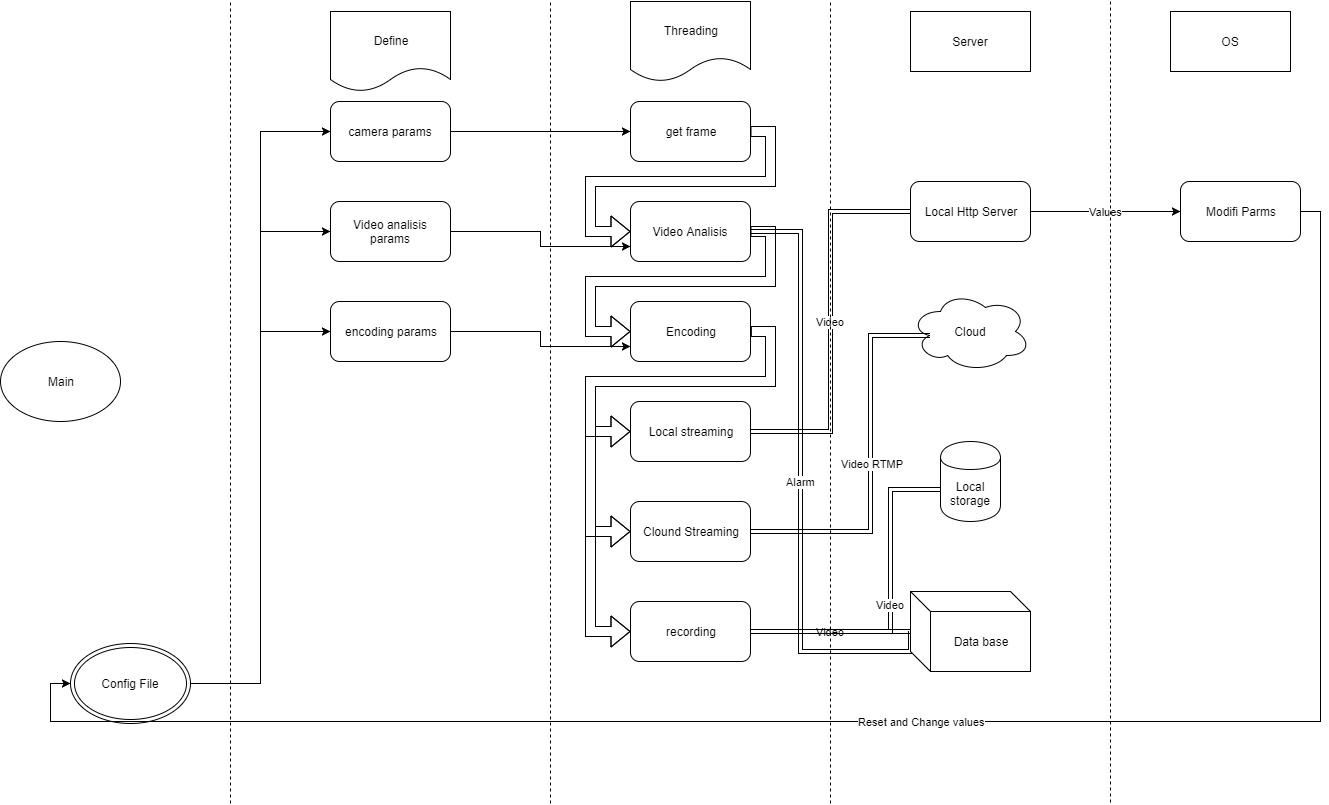 Define
Threading
Server
OS
camera params
get frame
Video analisis
params
Video Analisis
Local Http Server
Values
Modifi Parms
encoding params
Encoding
Video
Cloud
Main
Local streaming
Video RTMP
Alarm
Local
storage
Clound Streaming
Video
recording
Video
Data base
Config File
Reset and Change values